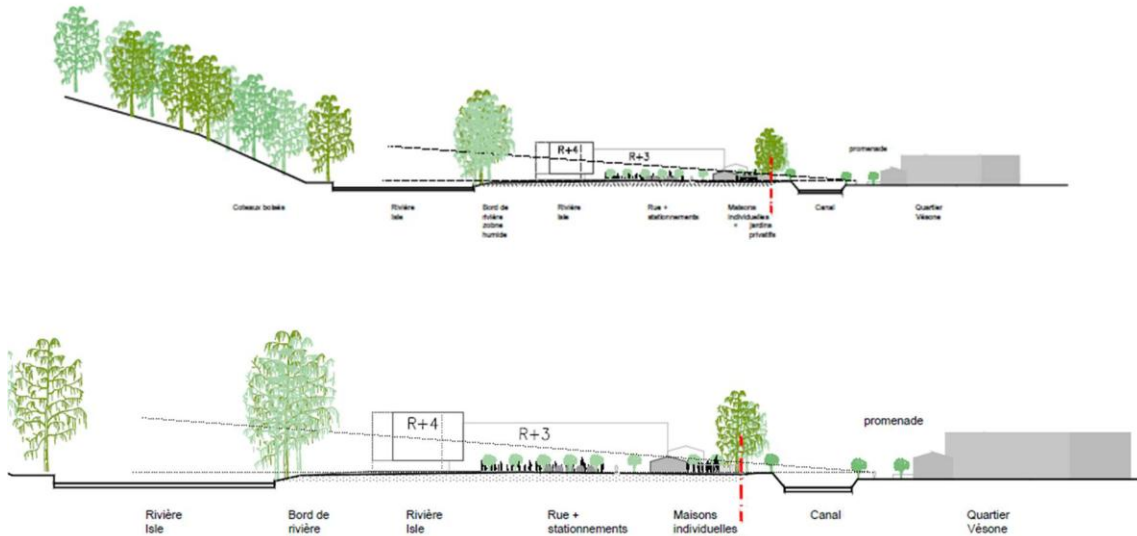 R+4
R+3
promenade
Coteaux boisés
Rivière
Isle
Bord de
rivière
zobne
humide
Rivière
Isle
Rue +
stationnements
Maisons
individuelles
+ jardins
privatifs
Canal
Quartier
Vésone
R+4
R+3
promenade
Rivière
Isle
Bord de
rivière
Rivière
Isle
Rue +
stationnements
Maisons
individuelles
Canal
Quartier
Vésone